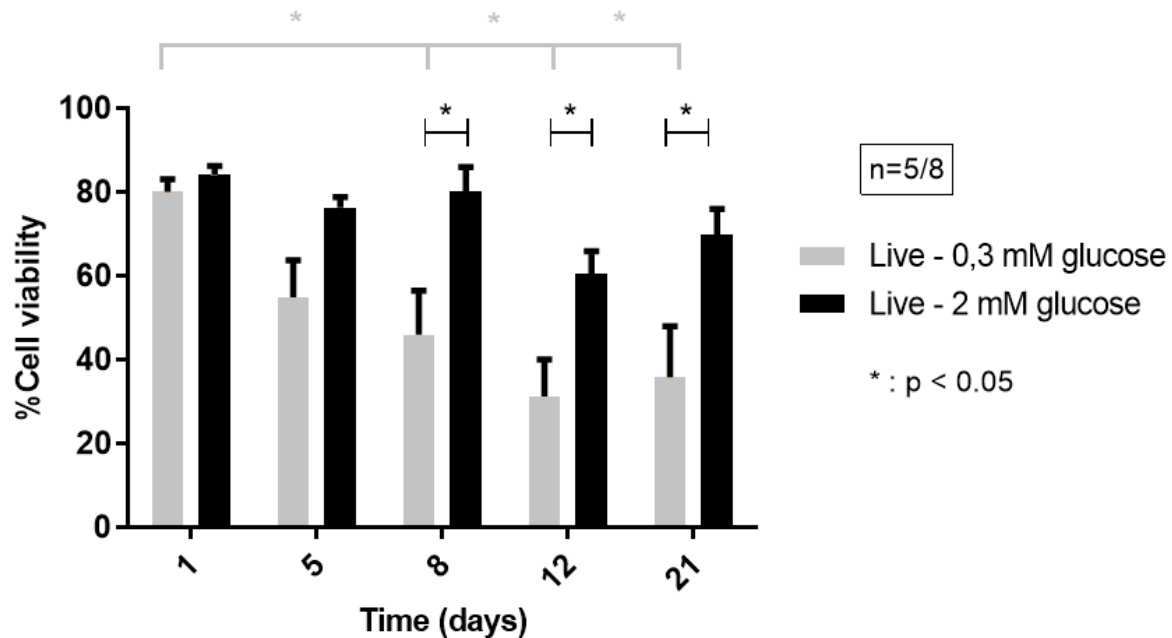 * * *
* * *
100
80
60
40
20
0
%Cell viability
1 5 8 12 21
Time (days)
n=5/8
Live - 0,3 mM glucose
Live - 2 mM glucose
* : p < 0.05